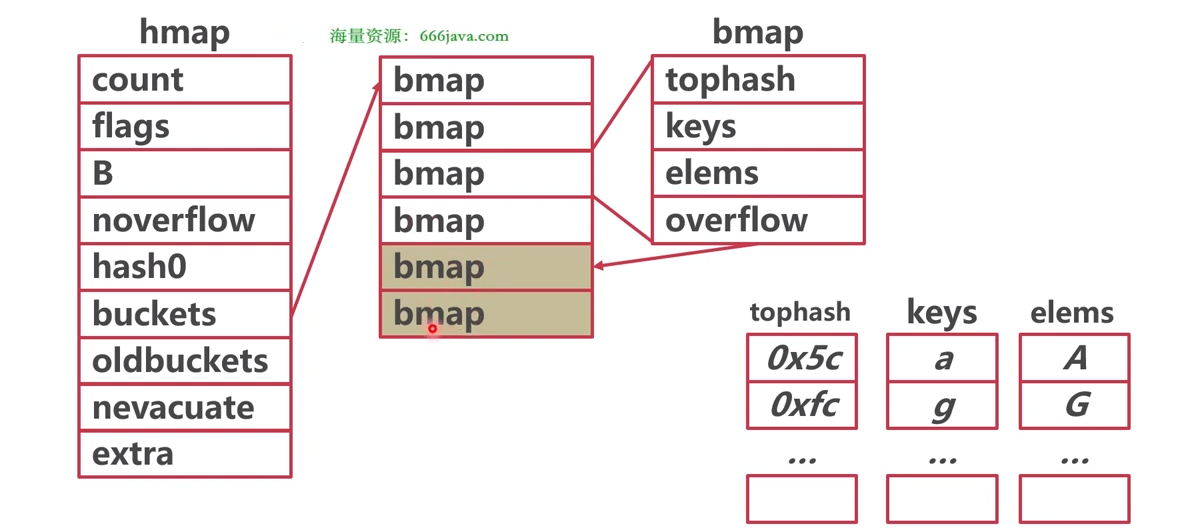 hmap
count
flags
B
noverflow
hash0
buckets
oldbuckets
nevacuate
extra
海量资源：666java.com
bmap
bmap
bmap
bmap
bmap
bmap
bmap
tophash
keys
elems
overflow
tophash keys elems
0x5c a A
0xfc g G
... ... ...